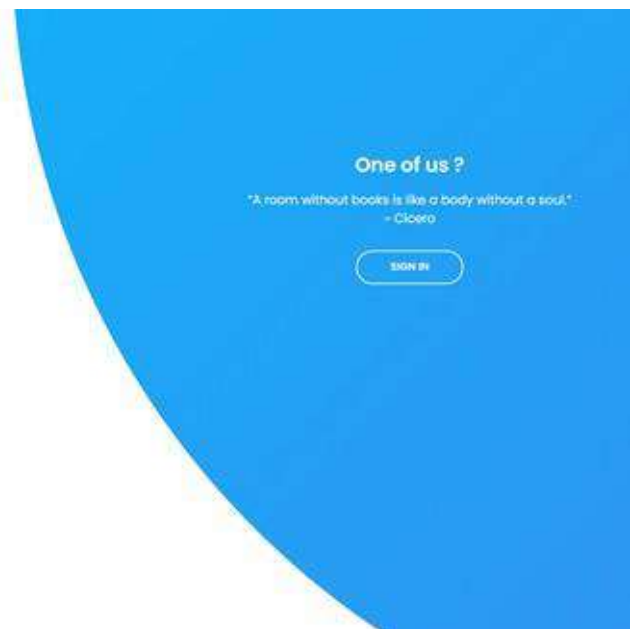 One of us ?
"A room without books is like a body without a soul."
- Cicero
SIGN IN